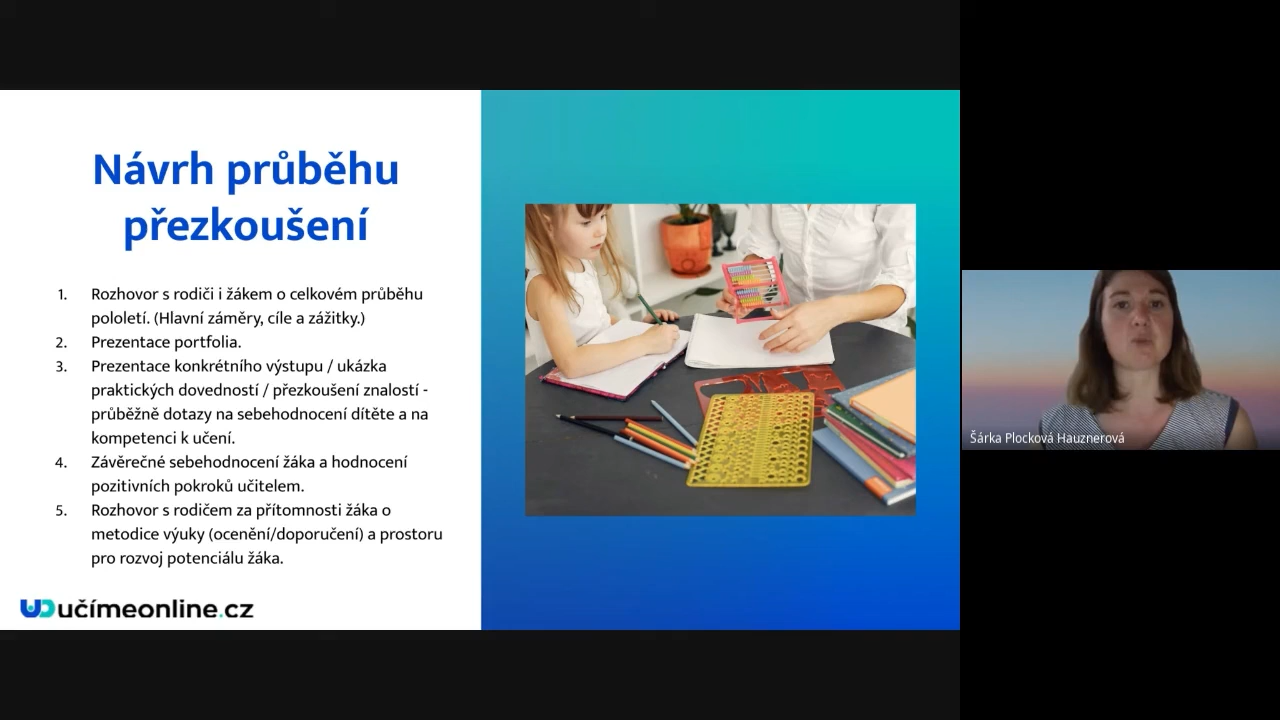 Návrh průběhu
přezkoušení
1. Rozhovor s rodiči i žákem o celkovém průběhu
pololetí. (Hlavní záměry, cíle a zážitky.)
2. Prezentace portfolia.
3. Prezentace konkrétního výstupu / ukázka
praktických dovedností / přezkoušení znalostí -
průběžně dotazy na sebehodnocení dítěte a na
kompetenci k učení.
4. Závěrečné sebehodnocení žáka a hodnocení
pozitivních pokroků učitelem.
5. Rozhovor s rodičem za přítomnosti žáka o
metodice výuky (ocenění/doporučení) a prostoru
pro rozvoj potenciálu žáka.
učímeonline.cz
Šárka Plocková Hauznerová